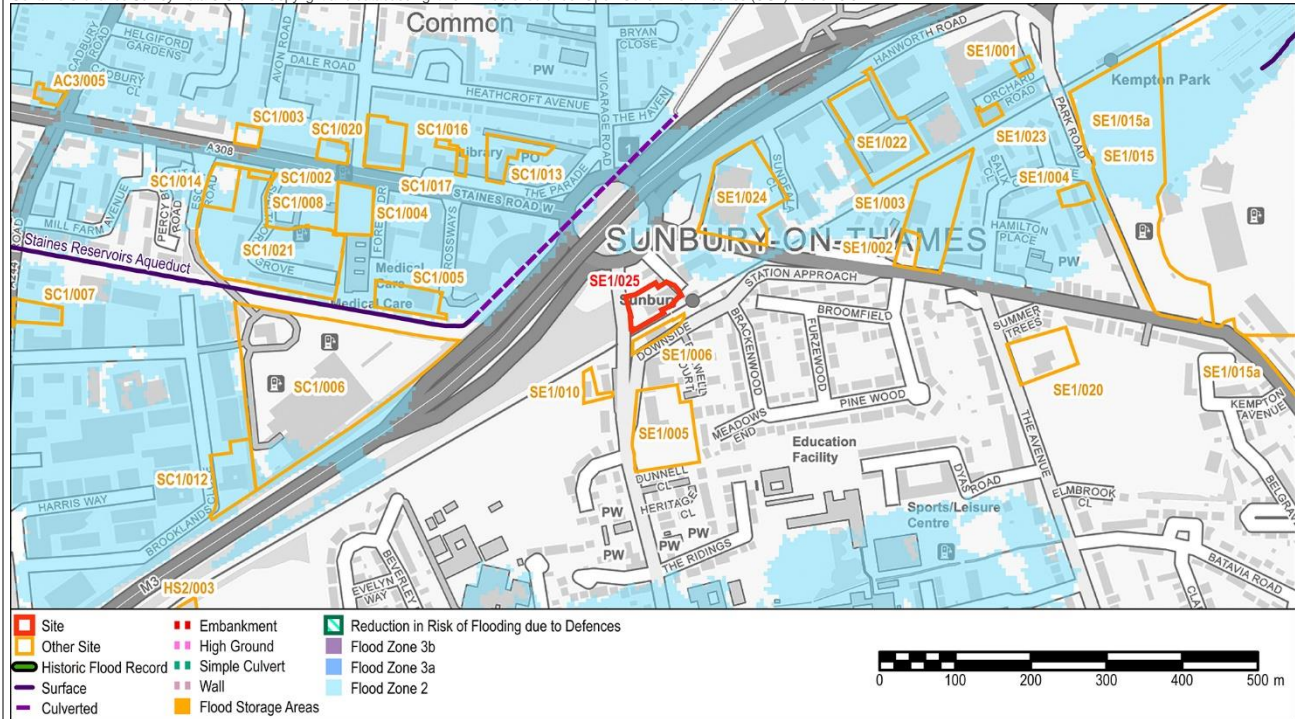 Common
CADBURY ROAD
HELGIFORD GARDENS
CADBURY CL
AVON ROAD
DALE ROAD
HEATHCROFT AVENUE
BRYAN CLOSE
PW
VICARAGE ROAD
THE HAVEN
HANWORTH ROAD
SE1/001
Kempton Park
ORCHARD ROAD
AC3/005
SC1/003
SC1/020
SC1/016
A308
Library
PO
SC1/013
THE PARADE
1
SE1/022
SE1/023
PARK ROAD
SE1/015a
SE1/015
SC1/014
SC1/002
SC1/017
STAINES ROAD W
SC1/008
SC1/004
SE1/024
SUNDEALA CL
SE1/003
SALIX CL
SE1/004
MILL FARM AVENUE
PERCY BRYANT ROAD
CROSSWAYS
SUNBURY-ON-THAMES
SE1/002
HAMILTON PLACE
Staines Reservoirs Aqueduct
SC1/021
GROVE
Medical Care
SC1/005
Medical Care
SE1/025
STATION APPROACH
Sunbury
SC1/007
BROOMFIELD
SUMMER TREES
DOWNSIDE
SE1/006
BRACKENWOOD
FURZEWOOD
SC1/006
SE1/010
SE1/020
SE1/015a
KEMPTON AVENUE
SE1/005
MEADOWS END
PINE WOOD
THE AVENUE
Education Facility
SC1/012
DUNNELL CL
DYAS ROAD
ELMBROOK CL
HARRIS WAY
HERITAGE CL
Sports/Leisure Centre
BROOKLANDS CLOSE
PW
PW
PW
PW
THE RIDINGS
BATAVIA ROAD
M3
HS2/003
EVELYN WAY
BEVERLEY
Site
Other Site
Historic Flood Record
Surface
Culverted
Embankment
High Ground
Simple Culvert
Wall
Flood Storage Areas
Reduction in Risk of Flooding due to Defences
Flood Zone 3b
Flood Zone 3a
Flood Zone 2
0 100 200 300 400 500 m